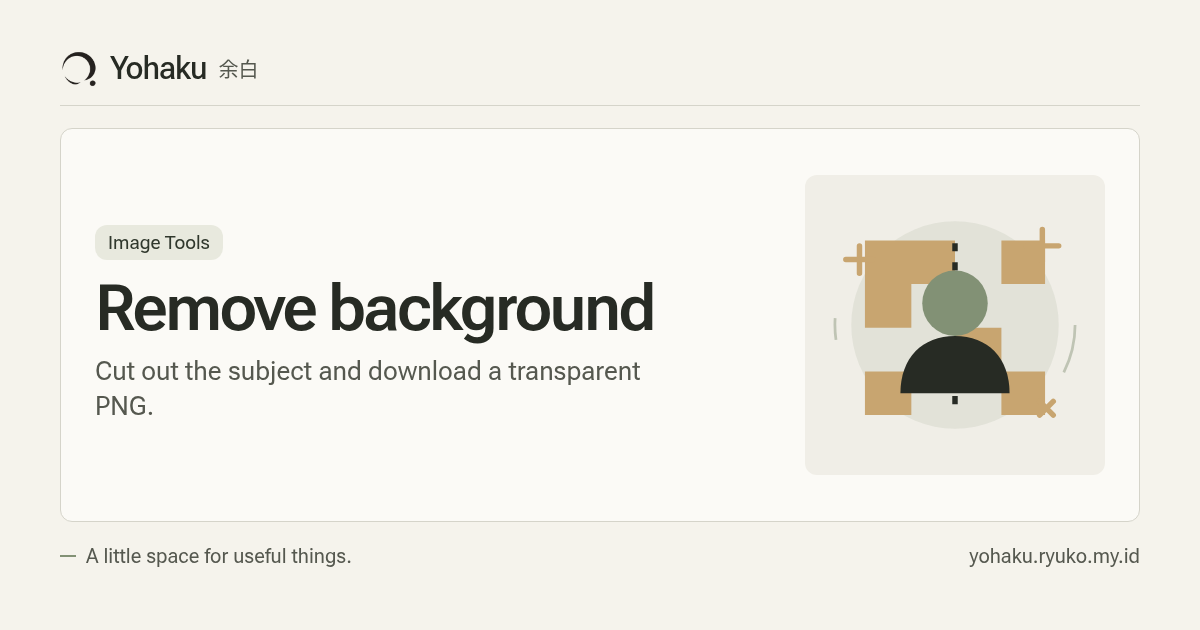 Yohaku 余白
Image Tools
Remove background
Cut out the subject and download a transparent
PNG.
— A little space for useful things.
yohaku.ryuko.my.id